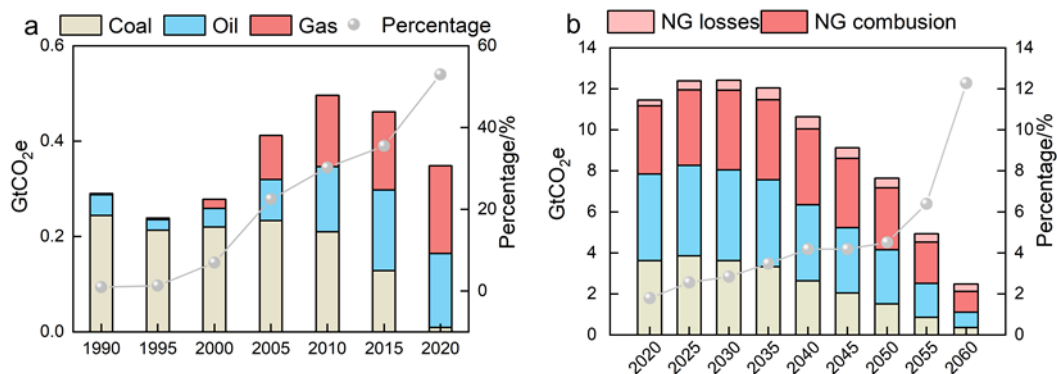 a
Coal Oil Gas Percentage
0.6
0.4
0.2
0.0
GtCO2e
60
40
20
0
Percentage/%
1990 1995 2000 2005 2010 2015 2020
b
NG losses NG combusion
14
12
10
8
6
4
2
0
GtCO2e
14
12
10
8
6
4
2
0
Percentage/%
2020 2025 2030 2035 2040 2045 2050 2055 2060